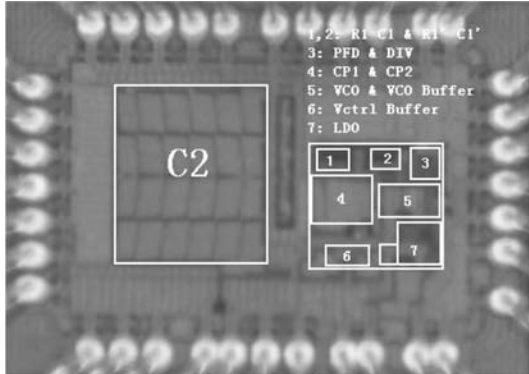 1,2: R1 C1 & R1' C1'
3: PFD & DIV
4: CP1 & CP2
5: VCO & VCO Buffer
6: Vctrl Buffer
7: LDO
C2
1
2
3
4
5
6
7